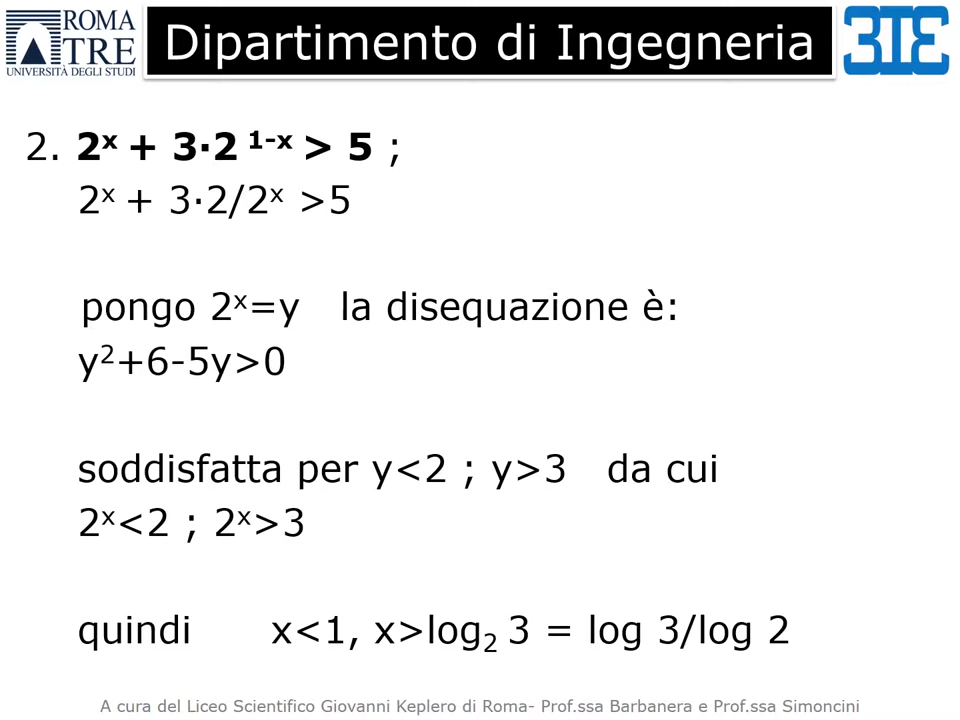 ROMA
TRE
UNIVERSITÀ DEGLI STUDI
Dipartimento di Ingegneria
2. 2ˣ + 3·2 ¹⁻ˣ > 5 ;
2ˣ + 3·2/2ˣ >5
pongo 2ˣ=y la disequazione è:
y²+6-5y>0
soddisfatta per y<2 ; y>3 da cui
2ˣ<2 ; 2ˣ>3
quindi x<1, x>log₂ 3 = log 3/log 2
A cura del Liceo Scientifico Giovanni Keplero di Roma- Prof.ssa Barbanera e Prof.ssa Simoncini